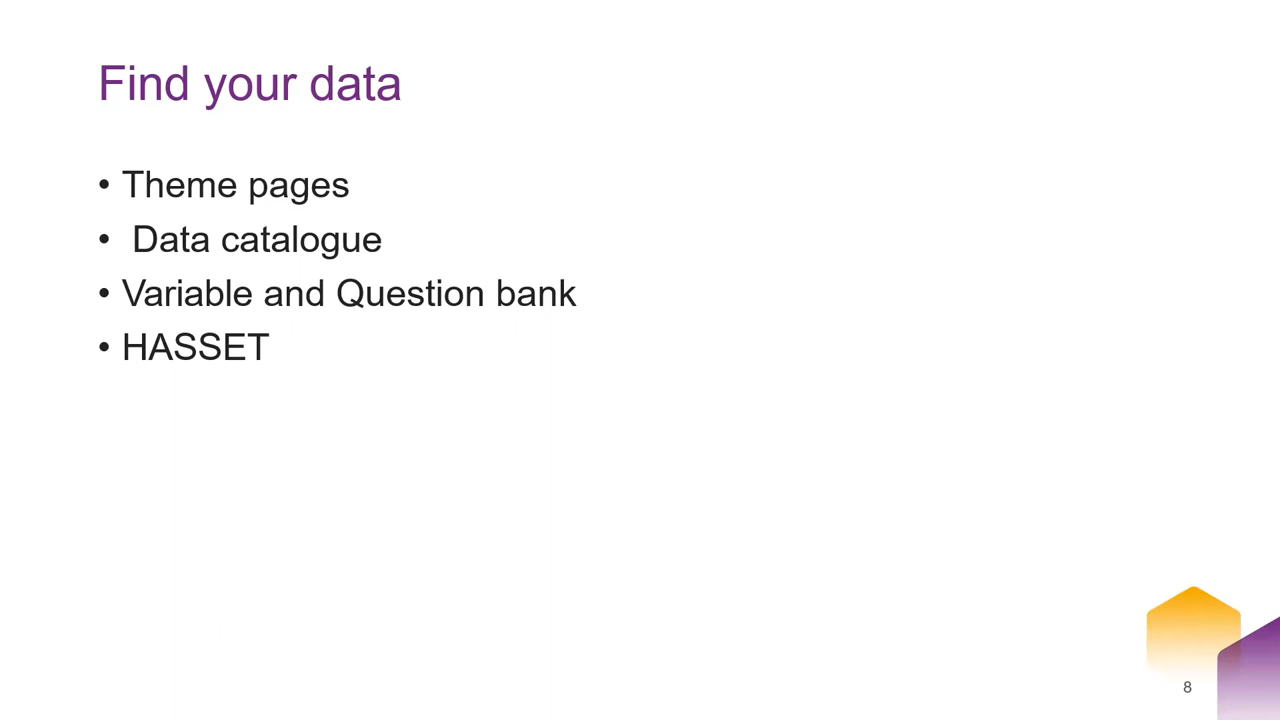 Find your data
• Theme pages
• Data catalogue
• Variable and Question bank
• HASSET
8